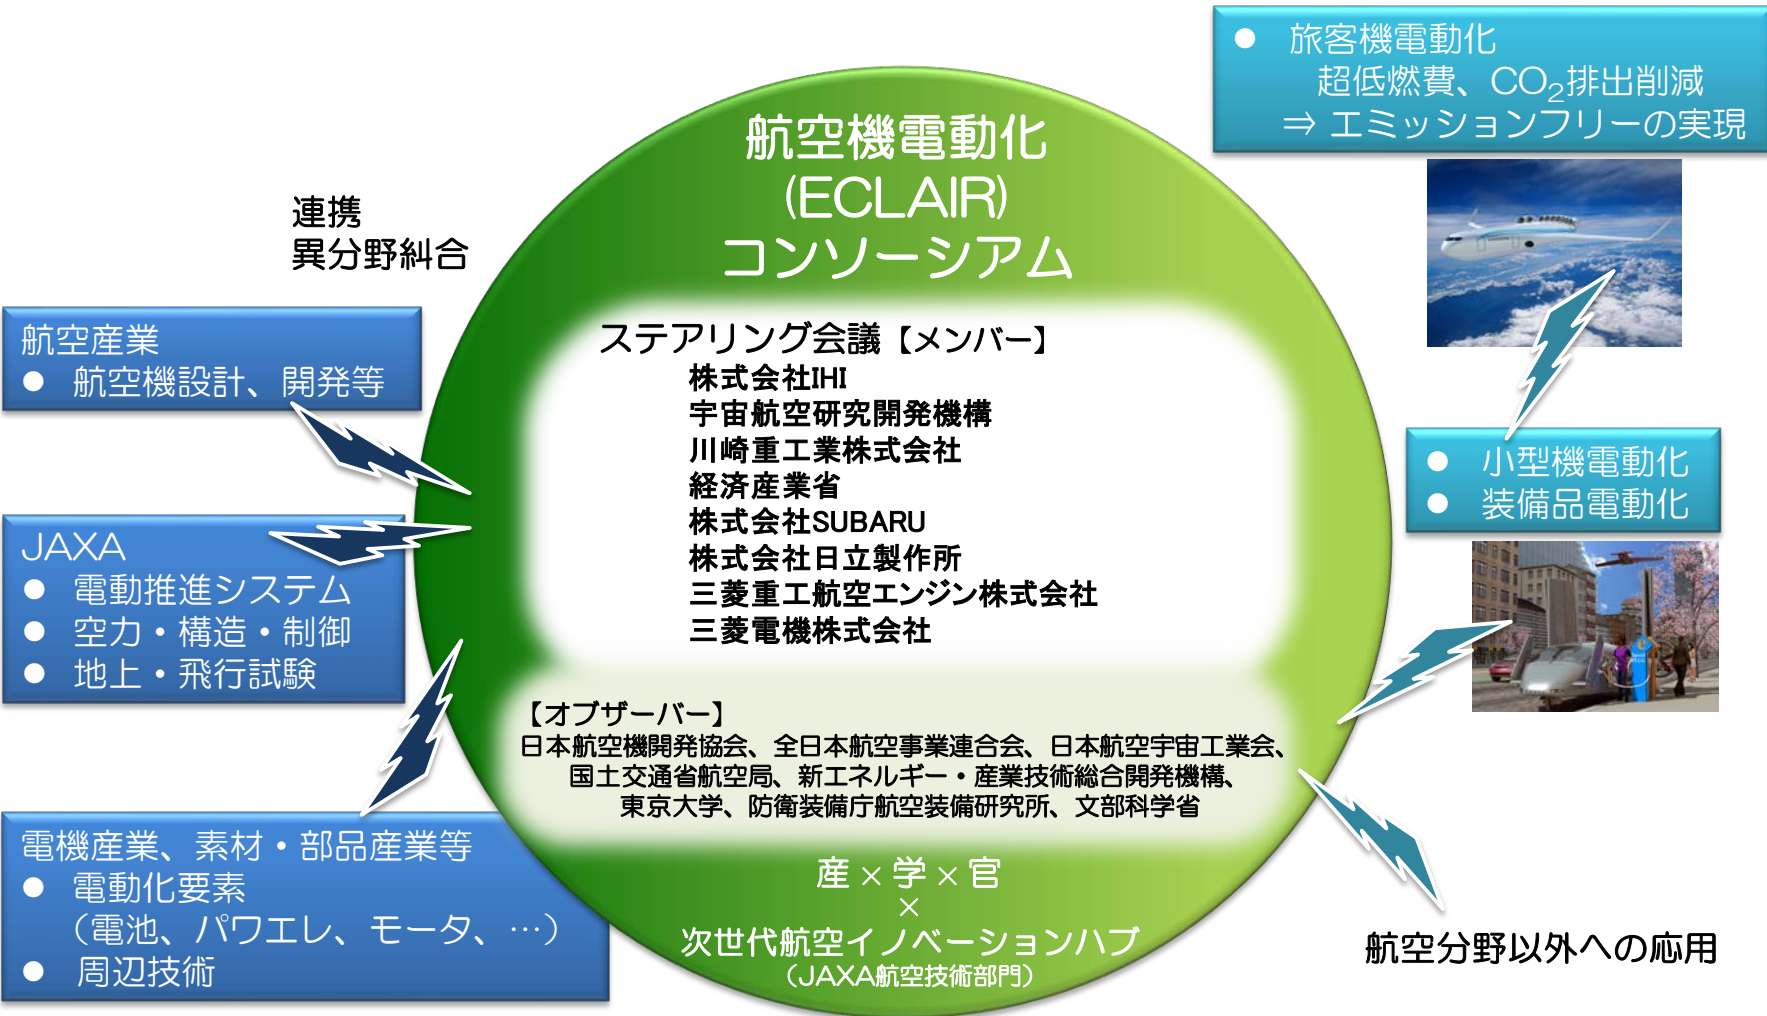 航空機電動化
(ECLAIR)
コンソーシアム
連携
異分野糾合
航空産業
● 航空機設計、開発等
JAXA
● 電動推進システム
● 空力・構造・制御
● 地上・飛行試験
電機産業、素材・部品産業等
● 電動化要素
（電池、パワエレ、モータ、…）
● 周辺技術
ステアリング会議【メンバー】
株式会社IHI
宇宙航空研究開発機構
川崎重工業株式会社
経済産業省
株式会社SUBARU
株式会社日立製作所
三菱重工航空エンジン株式会社
三菱電機株式会社
【オブザーバー】
日本航空機開発協会、全日本航空事業連合会、日本航空宇宙工業会、
国土交通省航空局、新エネルギー・産業技術総合開発機構、
東京大学、防衛装備庁航空装備研究所、文部科学省
産×学×官
×
次世代航空イノベーションハブ
（JAXA航空技術部門）
● 旅客機電動化
超低燃費、CO₂排出削減
⇒ エミッションフリーの実現
● 小型機電動化
● 装備品電動化
航空分野以外への応用